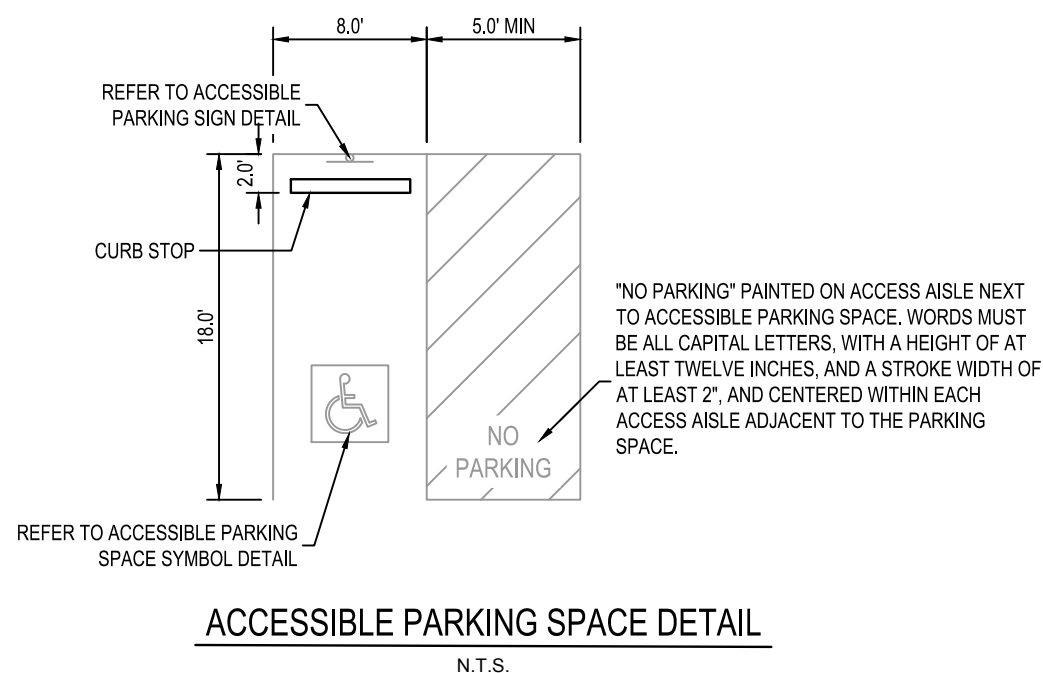 8.0'
5.0' MIN
REFER TO ACCESSIBLE
PARKING SIGN DETAIL
2.0'
CURB STOP
18.0'
"NO PARKING" PAINTED ON ACCESS AISLE NEXT
TO ACCESSIBLE PARKING SPACE. WORDS MUST
BE ALL CAPITAL LETTERS, WITH A HEIGHT OF AT
LEAST TWELVE INCHES, AND A STROKE WIDTH OF
AT LEAST 2", AND CENTERED WITHIN EACH
ACCESS AISLE ADJACENT TO THE PARKING
SPACE.
NO
PARKING
REFER TO ACCESSIBLE PARKING
SPACE SYMBOL DETAIL
ACCESSIBLE PARKING SPACE DETAIL
N.T.S.